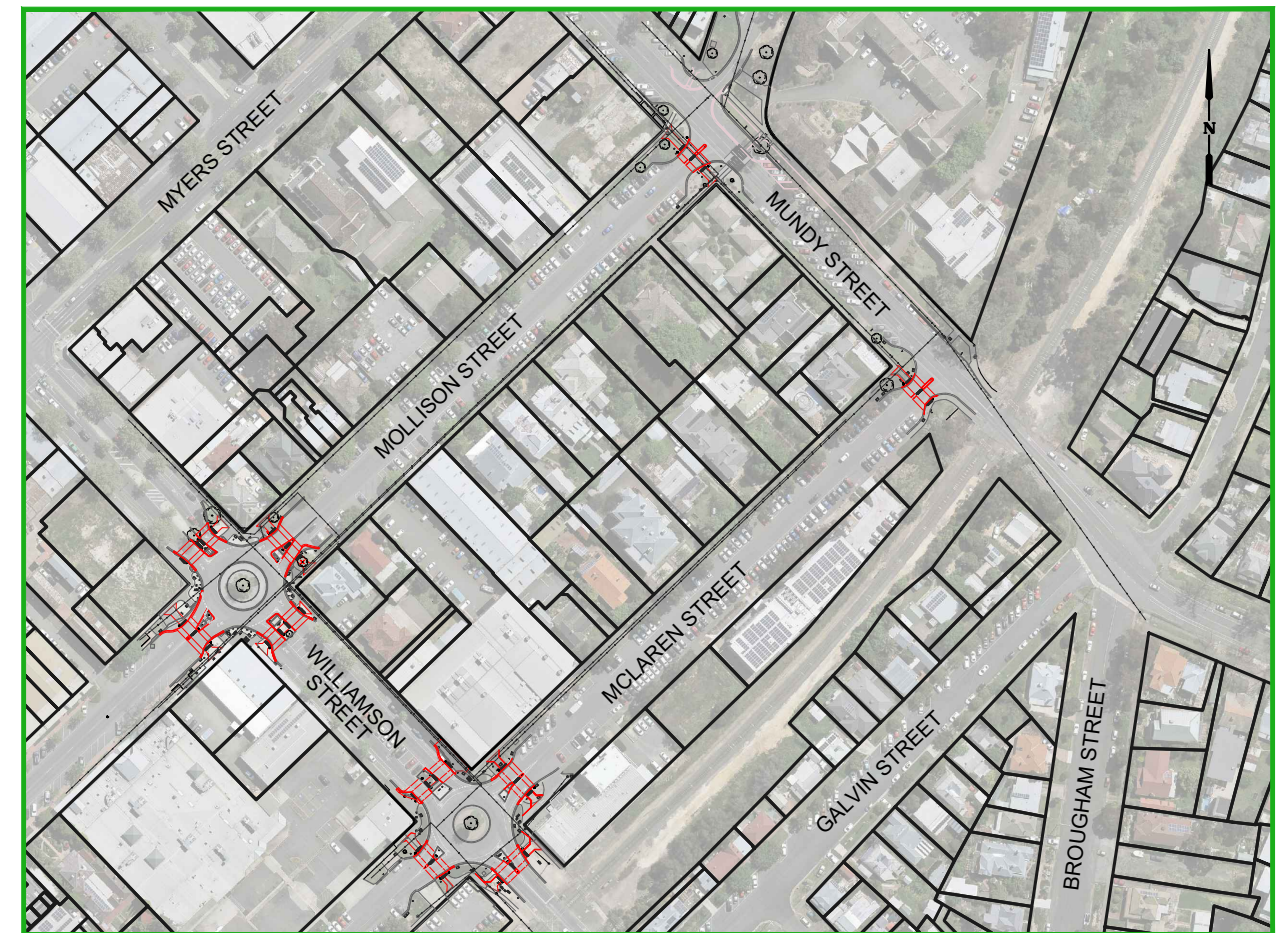 MYERS STREET
N
MUNDY STREET
MOLLISON STREET
MCLAREN STREET
WILLIAMSON
STREET
GALVIN STREET
BROUGHAM STREET